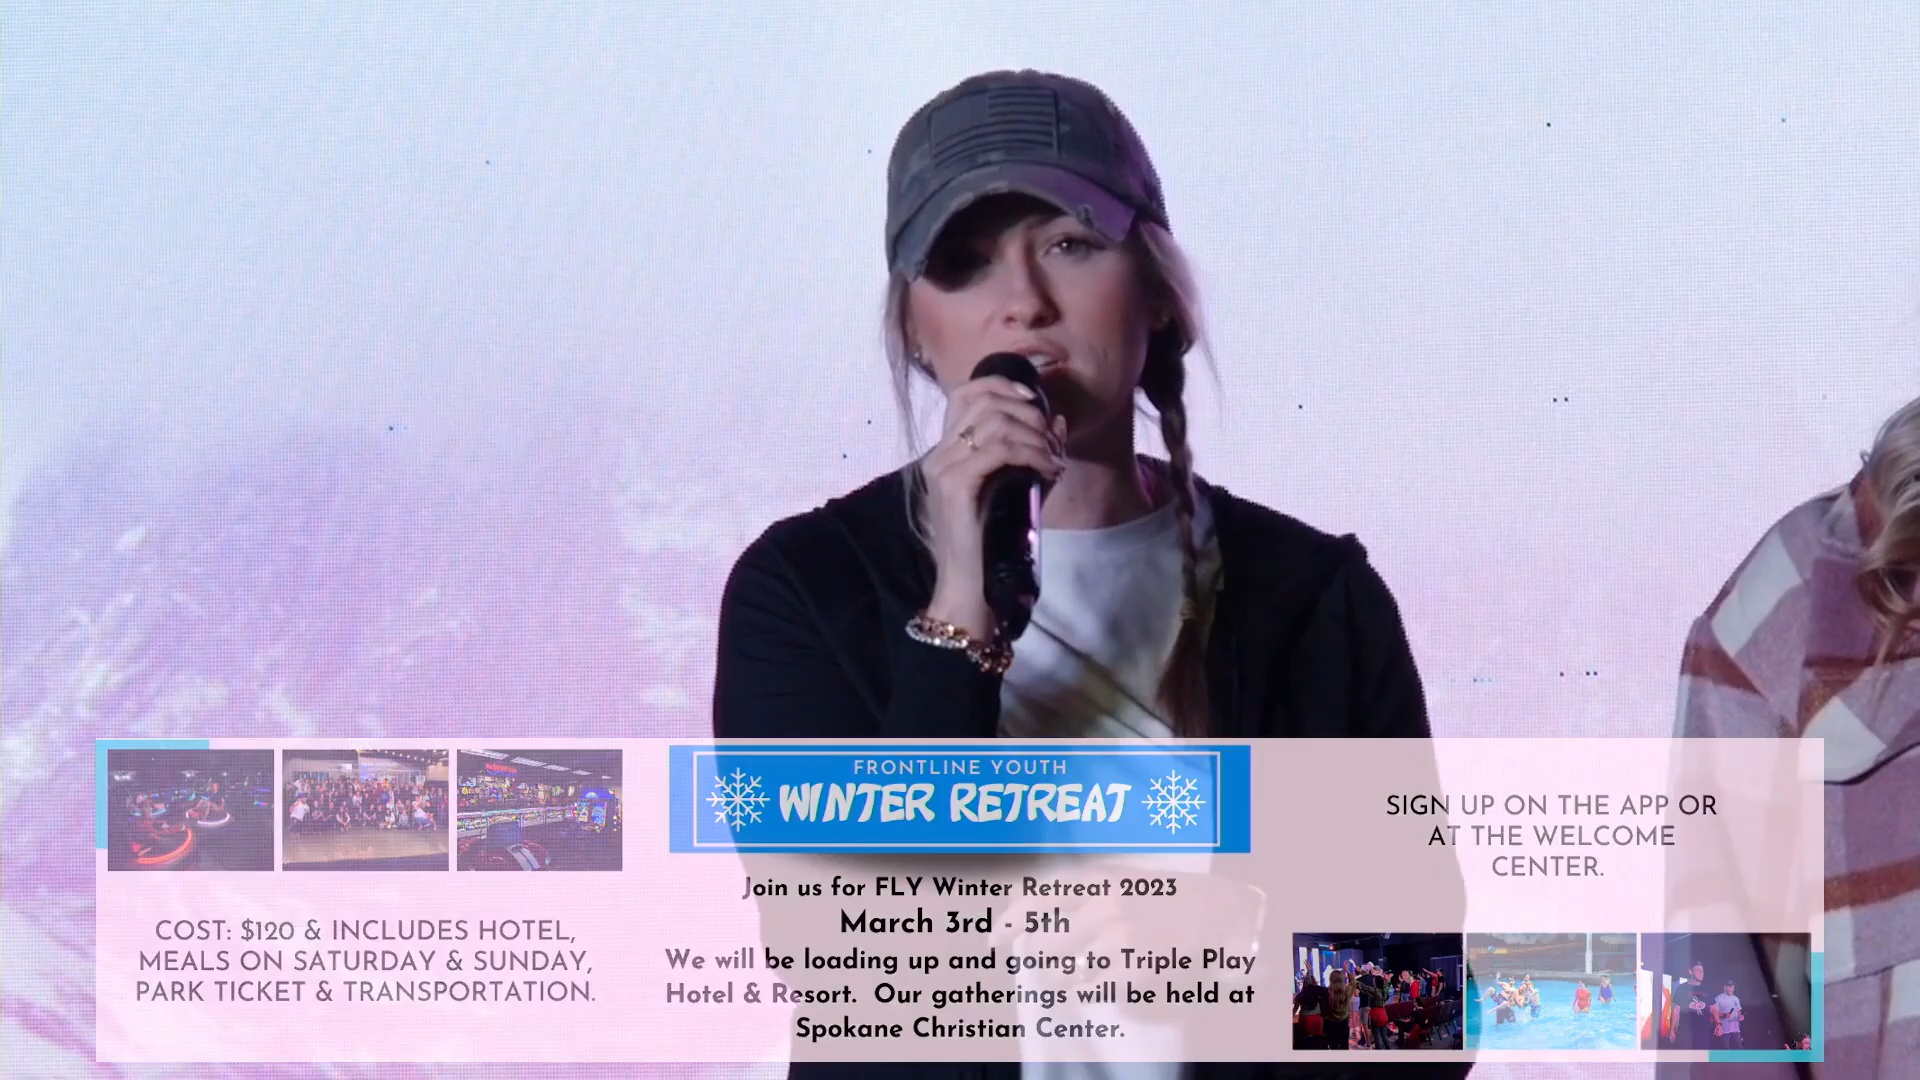 FRONTLINE YOUTH
WINTER RETREAT
Join us for FLY Winter Retreat 2023
March 3rd - 5th
We will be loading up and going to Triple Play
Hotel & Resort. Our gatherings will be held at
Spokane Christian Center.
COST: $120 & INCLUDES HOTEL,
MEALS ON SATURDAY & SUNDAY,
PARK TICKET & TRANSPORTATION.
SIGN UP ON THE APP OR
AT THE WELCOME
CENTER.